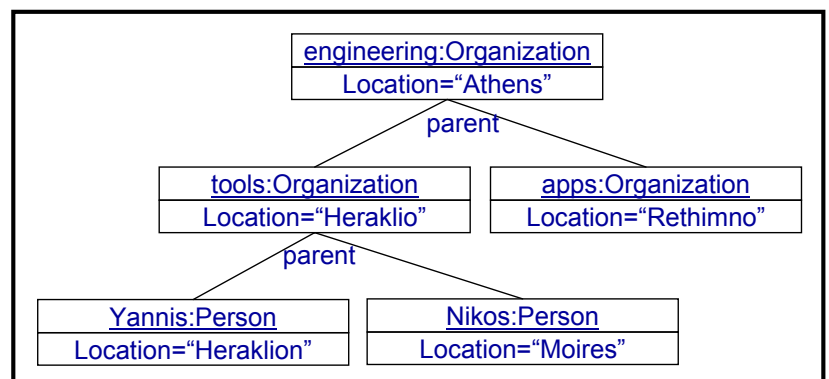 engineering:Organization
Location=“Athens”
parent
tools:Organization
apps:Organization
Location=“Heraklio”
Location=“Rethimno”
parent
Yannis:Person
Nikos:Person
Location=“Heraklion”
Location=“Moires”